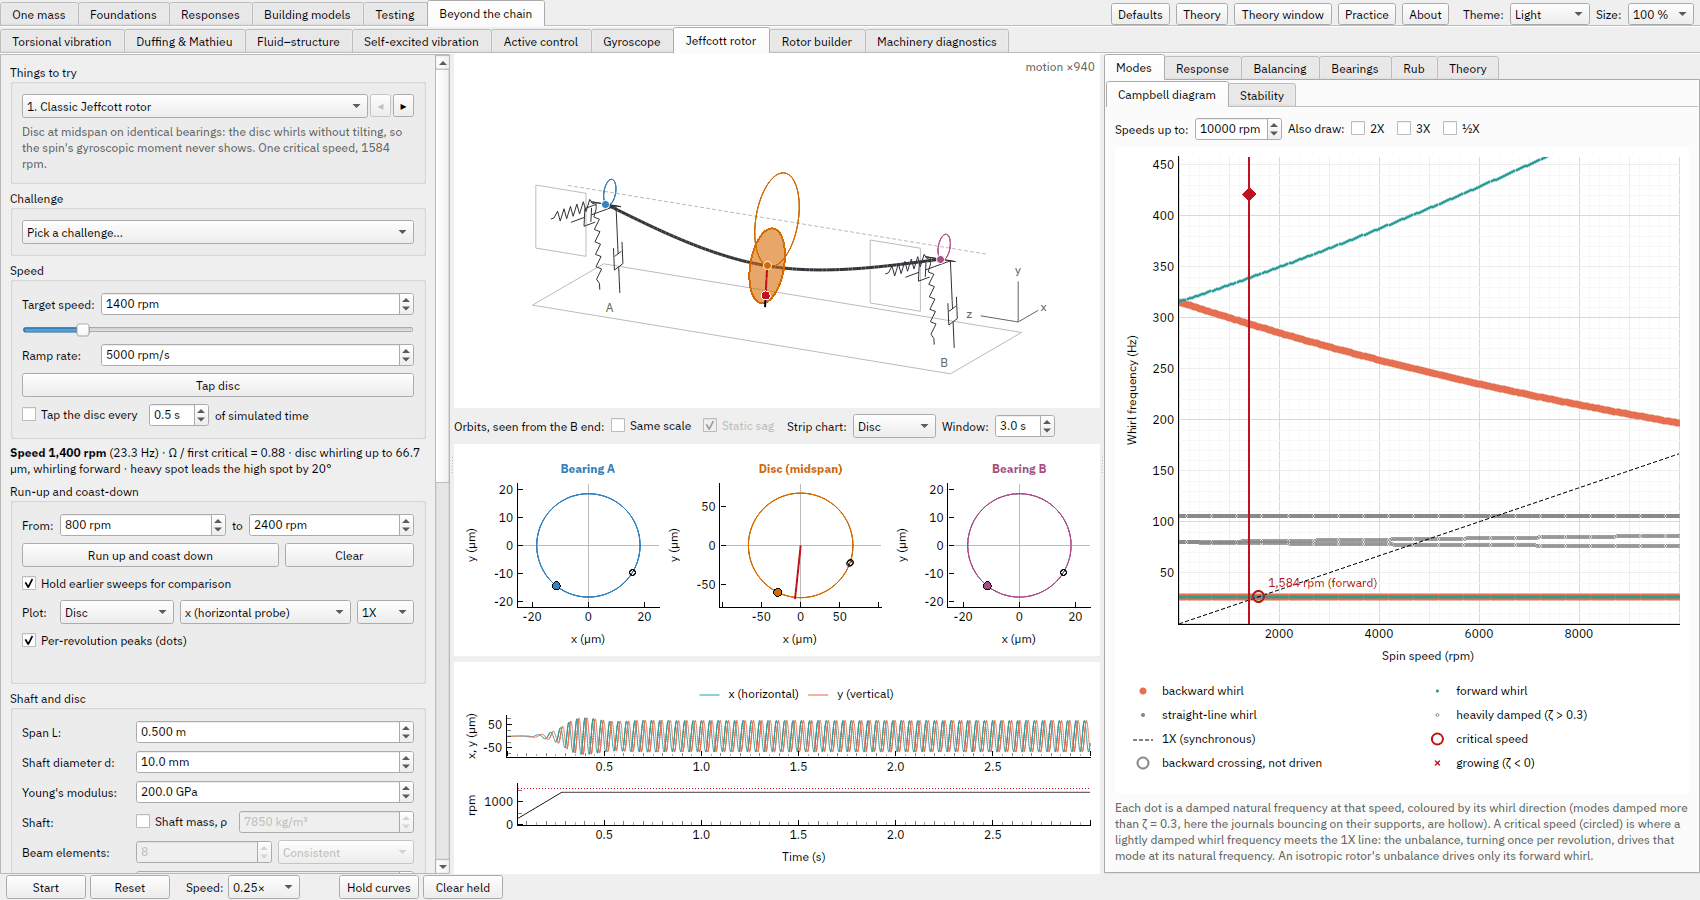 One mass Foundations Responses Building models Testing Beyond the chain Defaults Theory Theory window Practice About Theme: Light Size: 100 %
Torsional vibration Duffing & Mathieu Fluid–structure Self-excited vibration Active control Gyroscope Jeffcott rotor Rotor builder Machinery diagnostics
Things to try
1. Classic Jeffcott rotor
Disc at midspan on identical bearings: the disc whirls without tilting, so
the spin's gyroscopic moment never shows. One critical speed, 1584
rpm.
Challenge
Pick a challenge...
Speed
Target speed: 1400 rpm
Ramp rate: 5000 rpm/s
Tap disc
Tap the disc every 0.5 s of simulated time
Speed 1,400 rpm (23.3 Hz) · Ω / first critical = 0.88 · disc whirling up to 66.7
µm, whirling forward · heavy spot leads the high spot by 20°
Run-up and coast-down
From: 800 rpm to 2400 rpm
Run up and coast down Clear
Hold earlier sweeps for comparison
Plot: Disc x (horizontal probe) 1X
Per-revolution peaks (dots)
Shaft and disc
Span L: 0.500 m
Shaft diameter d: 10.0 mm
Young's modulus: 200.0 GPa
Shaft: Shaft mass, ρ 7850 kg/m³
Beam elements: 8 Consistent
Start Reset Speed: 0.25× Hold curves Clear held
motion ×940
A
B
y
x
z
Orbits, seen from the B end: Same scale Static sag Strip chart: Disc Window: 3.0 s
Bearing A Disc (midspan) Bearing B
y (µm)
20
10
0
-10
-20
-20 0 20
x (µm)
y (µm)
50
0
-50
-50 0 50
x (µm)
y (µm)
20
10
0
-10
-20
-20 0 20
x (µm)
x (horizontal) y (vertical)
x, y (µm)
50
-50
0.5 1.0 1.5 2.0 2.5
rpm
1000
0
0.5 1.0 1.5 2.0 2.5
Time (s)
Modes Response Balancing Bearings Rub Theory
Campbell diagram Stability
Speeds up to: 10000 rpm Also draw: 2X 3X ½X
Whirl frequency (Hz)
450
400
350
300
250
200
150
100
50
1,584 rpm (forward)
2000 4000 6000 8000
Spin speed (rpm)
backward whirl forward whirl
straight-line whirl heavily damped (ζ > 0.3)
1X (synchronous) critical speed
backward crossing, not driven growing (ζ < 0)
Each dot is a damped natural frequency at that speed, coloured by its whirl direction (modes damped more
than ζ = 0.3, here the journals bouncing on their supports, are hollow). A critical speed (circled) is where a
lightly damped whirl frequency meets the 1X line: the unbalance, turning once per revolution, drives that
mode at its natural frequency. An isotropic rotor's unbalance drives only its forward whirl.